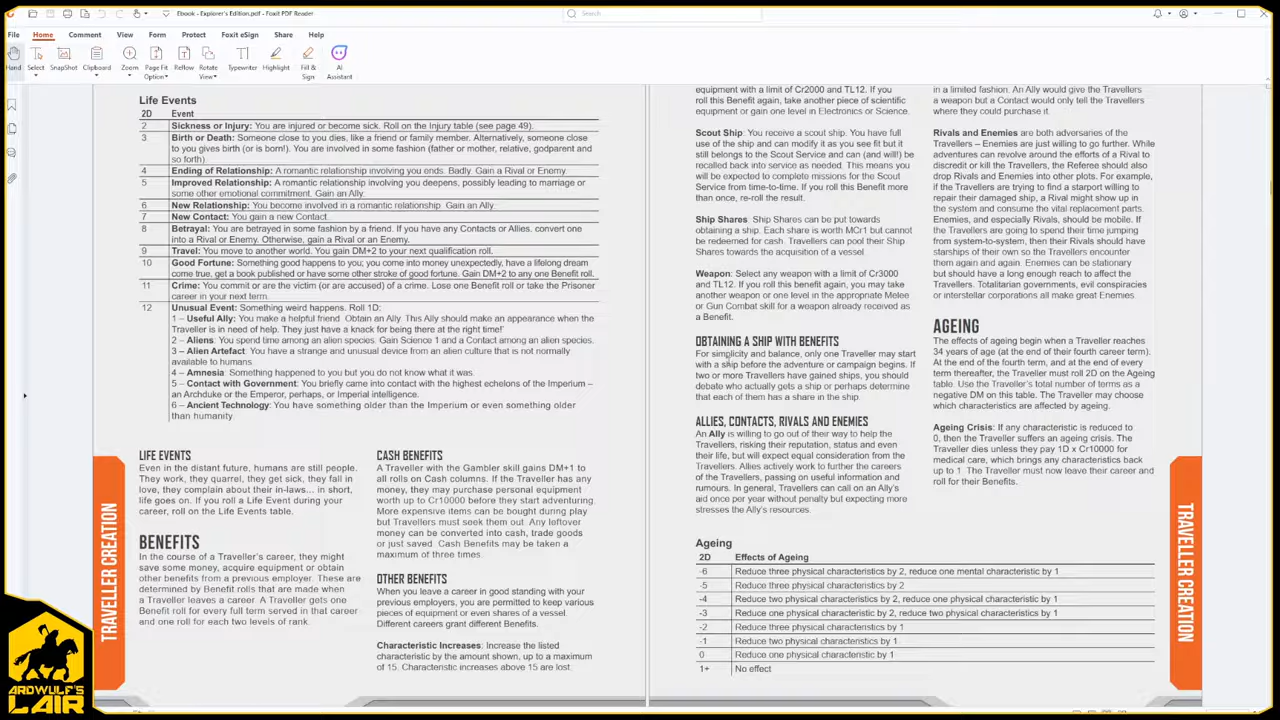 Ebook - Explorer's Edition.pdf - Foxit PDF Reader
Search
File
Home
Comment
View
Form
Protect
Foxit eSign
Share
Help
Hand
Select
SnapShot
Clipboard
Zoom
Page Fit
Option
Reflow
Rotate
View
Typewriter
Highlight
Fill &
Sign
AI
Assistant
Life Events
2D Event
2 Sickness or Injury: You are injured or become sick. Roll on the Injury table (see page 49).
3 Birth or Death: Someone close to you dies, like a friend or family member. Alternatively, someone close
to you gives birth (or is born!). You are involved in some fashion (father or mother, relative, godparent and
so forth).
4 Ending of Relationship: A romantic relationship involving you ends. Badly. Gain a Rival or Enemy.
5 Improved Relationship: A romantic relationship involving you deepens, possibly leading to marriage or
some other emotional commitment. Gain an Ally.
6 New Relationship: You become involved in a romantic relationship. Gain an Ally.
7 New Contact: You gain a new Contact.
8 Betrayal: You are betrayed in some fashion by a friend. If you have any Contacts or Allies, convert one
into a Rival or Enemy. Otherwise, gain a Rival or an Enemy.
9 Travel: You move to another world. You gain DM+2 to your next qualification roll.
10 Good Fortune: Something good happens to you; you come into money unexpectedly, have a lifelong dream
come true, get a book published or have some other stroke of good fortune. Gain DM+2 to any one Benefit roll.
11 Crime: You commit or are the victim (or are accused) of a crime. Lose one Benefit roll or take the Prisoner
career in your next term.
12 Unusual Event: Something weird happens. Roll 1D;
1 – Useful Ally: You make a helpful friend. Obtain an Ally. This Ally should make an appearance when the
Traveller is in need of help. They just have a knack for being there at the right time!'
2 – Aliens: You spend time among an alien species. Gain Science 1 and a Contact among an alien species.
3 – Alien Artefact: You have a strange and unusual device from an alien culture that is not normally
available to humans.
4 – Amnesia: Something happened to you but you do not know what it was.
5 – Contact with Government: You briefly came into contact with the highest echelons of the Imperium –
an Archduke or the Emperor, perhaps, or Imperial intelligence.
6 – Ancient Technology: You have something older than the Imperium or even something older
than humanity.
LIFE EVENTS
Even in the distant future, humans are still people.
They work, they quarrel, they get sick, they fall in
love, they complain about their in-laws... in short,
life goes on. If you roll a Life Event during your
career, roll on the Life Events table.
BENEFITS
In the course of a Traveller's career, they might
save some money, acquire equipment or obtain
other benefits from a previous employer. These are
determined by Benefit rolls that are made when
a Traveller leaves a career. A Traveller gets one
Benefit roll for every full term served in that career
and one roll for each two levels of rank.
CASH BENEFITS
A Traveller with the Gambler skill gains DM+1 to
all rolls on Cash columns. If the Traveller has any
money, they may purchase personal equipment
worth up to Cr10000 before they start adventuring.
More expensive items can be bought during play
but Travellers must seek them out. Any leftover
money can be converted into cash, trade goods
or just saved. Cash Benefits may be taken a
maximum of three times.
OTHER BENEFITS
When you leave a career in good standing with your
previous employers, you are permitted to keep various
pieces of equipment or even shares of a vessel.
Different careers grant different Benefits.
Characteristic Increases: Increase the listed
characteristic by the amount shown, up to a maximum
of 15. Characteristic increases above 15 are lost.
TRAVELLER CREATION
equipment with a limit of Cr2000 and TL12. If you
roll this Benefit again, take another piece of scientific
equipment or gain one level in Electronics or Science.
Scout Ship: You receive a scout ship. You have full
use of the ship and can modify it as you see fit but it
still belongs to the Scout Service and can (and will) be
recalled back into service as needed. This means you
will be expected to complete missions for the Scout
Service from time-to-time. If you roll this Benefit more
than once, re-roll the result.
Ship Shares: Ship Shares can be put towards
obtaining a ship. Each share is worth MCr1 but cannot
be redeemed for cash. Travellers can pool their Ship
Shares towards the acquisition of a vessel.
Weapon: Select any weapon with a limit of Cr3000
and TL12. If you roll this benefit again, you may take
another weapon or one level in the appropriate Melee
or Gun Combat skill for a weapon already received as
a Benefit.
OBTAINING A SHIP WITH BENEFITS
For simplicity and balance, only one Traveller may start
with a ship before the adventure or campaign begins. If
two or more Travellers have gained ships, you should
debate who actually gets a ship or perhaps determine
that each of them has a share in the ship.
ALLIES, CONTACTS, RIVALS AND ENEMIES
An Ally is willing to go out of their way to help the
Travellers, risking their reputation, status and even
their life, but will expect equal consideration from the
Travellers. Allies actively work to further the careers
of the Travellers, passing on useful information and
rumours. In general, Travellers can call on an Ally's
aid once per year without penalty but expecting more
stresses the Ally's resources.
in a limited fashion. An Ally would give the Travellers
a weapon but a Contact would only tell the Travellers
where they could purchase it.
Rivals and Enemies are both adversaries of the
Travellers – Enemies are just willing to go further. While
adventures can revolve around the efforts of a Rival to
discredit or kill the Travellers, the Referee should also
drop Rivals and Enemies into other plots. For example,
if the Travellers are trying to find a starport willing to
repair their damaged ship, a Rival might show up in
the system and consume the vital replacement parts.
Enemies, and especially Rivals, should be mobile. If
the Travellers are going to spend their time jumping
from system-to-system, then their Rivals should have
starships of their own so the Travellers encounter
them again and again. Enemies can be stationary
but should have a long enough reach to affect the
Travellers. Totalitarian governments, evil conspiracies
or interstellar corporations all make great Enemies.
AGEING
The effects of ageing begin when a Traveller reaches
34 years of age (at the end of their fourth career term).
At the end of the fourth term, and at the end of every
term thereafter, the Traveller must roll 2D on the Ageing
table. Use the Traveller's total number of terms as a
negative DM on this table. The Traveller may choose
which characteristics are affected by ageing.
Ageing Crisis: If any characteristic is reduced to
0, then the Traveller suffers an ageing crisis. The
Traveller dies unless they pay 1D x Cr10000 for
medical care, which brings any characteristics back
up to 1. The Traveller must now leave their career and
roll for their Benefits.
Ageing
2D Effects of Ageing
-6 Reduce three physical characteristics by 2, reduce one mental characteristic by 1
-5 Reduce three physical characteristics by 2
-4 Reduce two physical characteristics by 2, reduce one physical characteristic by 1
-3 Reduce one physical characteristic by 2, reduce two physical characteristics by 1
-2 Reduce three physical characteristics by 1
-1 Reduce two physical characteristics by 1
0 Reduce one physical characteristic by 1
1+ No effect
TRAVELLER CREATION
ARDWULF'S
LAIR